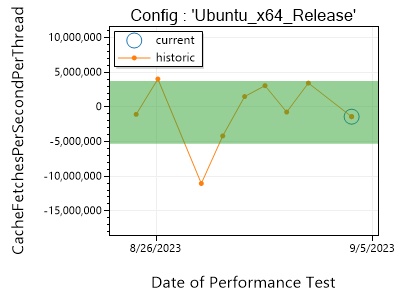 Config : 'Ubuntu_x64_Release'
CacheFetchesPerSecondPerThread
10,000,000
5,000,000
0
-5,000,000
-10,000,000
-15,000,000
current
historic
8/26/2023
9/5/2023
Date of Performance Test